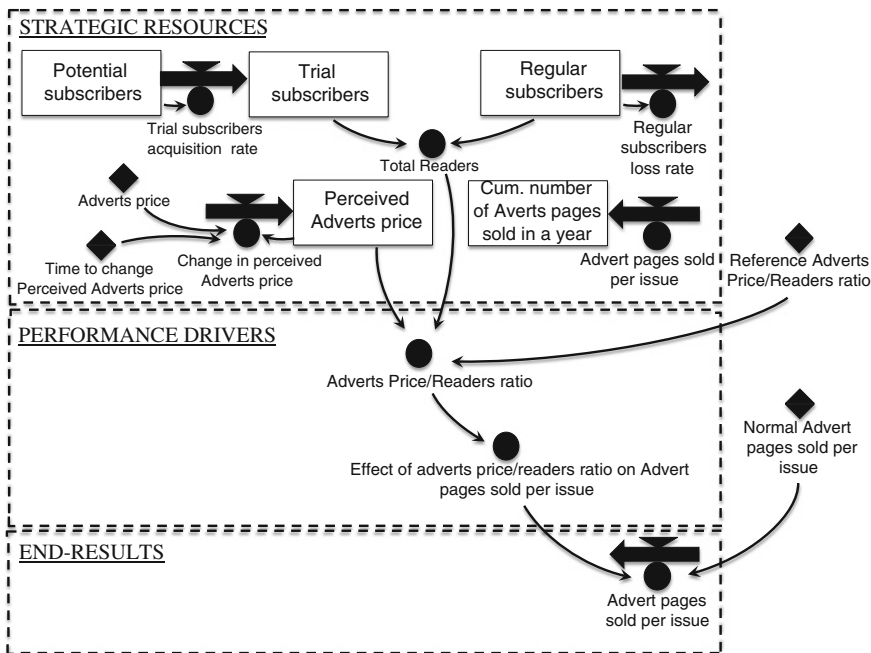 STRATEGIC RESOURCES
Potential
subscribers
Trial
subscribers
Regular
subscribers
Trial subscribers
acquisition rate
Total Readers
Regular
subscribers
loss rate
Adverts price
Perceived
Adverts price
Cum. number
of Averts pages
sold in a year
Time to change
Perceived Adverts price
Change in perceived
Adverts price
Advert pages sold
per issue
Reference Adverts
Price/Readers ratio
PERFORMANCE DRIVERS
Adverts Price/Readers ratio
Normal Advert
pages sold per
issue
Effect of adverts price/readers ratio on Advert
pages sold per issue
END-RESULTS
Advert pages
sold per issue